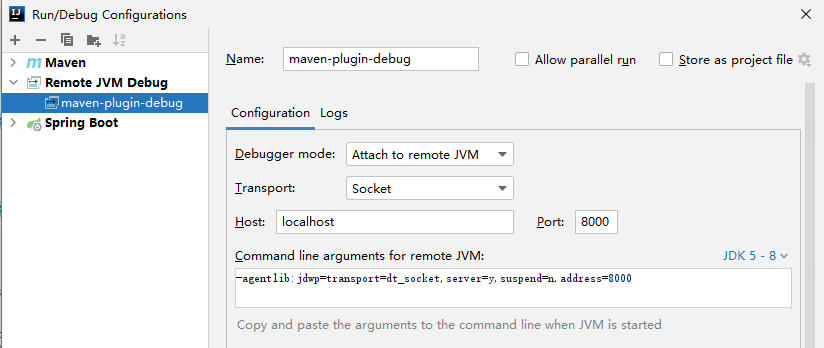 Run/Debug Configurations
Maven
Remote JVM Debug
maven-plugin-debug
Spring Boot
Name: maven-plugin-debug
Allow parallel run
Store as project file
Configuration Logs
Debugger mode: Attach to remote JVM
Transport: Socket
Host: localhost Port: 8000
Command line arguments for remote JVM: JDK 5 - 8
-agentlib:jdwp=transport=dt_socket,server=y,suspend=n,address=8000
Copy and paste the arguments to the command line when JVM is started